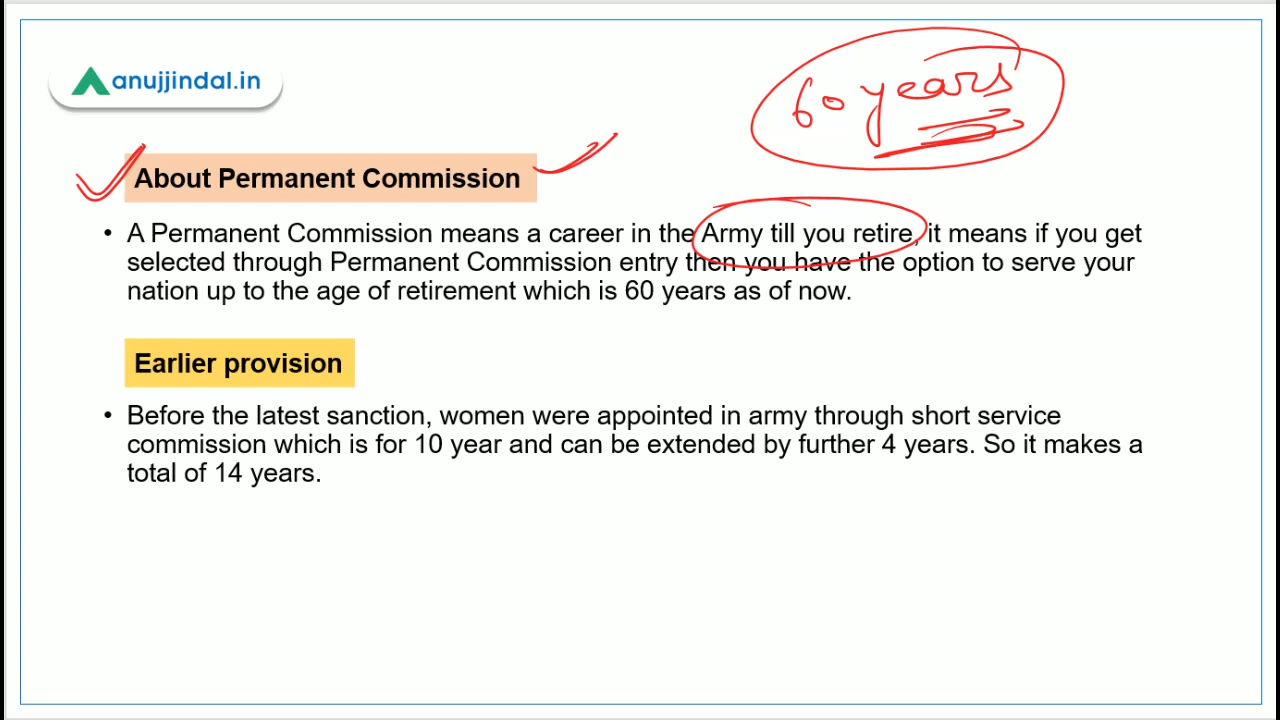 anujjindal.in
60 years
About Permanent Commission
• A Permanent Commission means a career in the Army till you retire, it means if you get
selected through Permanent Commission entry then you have the option to serve your
nation up to the age of retirement which is 60 years as of now.
Earlier provision
• Before the latest sanction, women were appointed in army through short service
commission which is for 10 year and can be extended by further 4 years. So it makes a
total of 14 years.